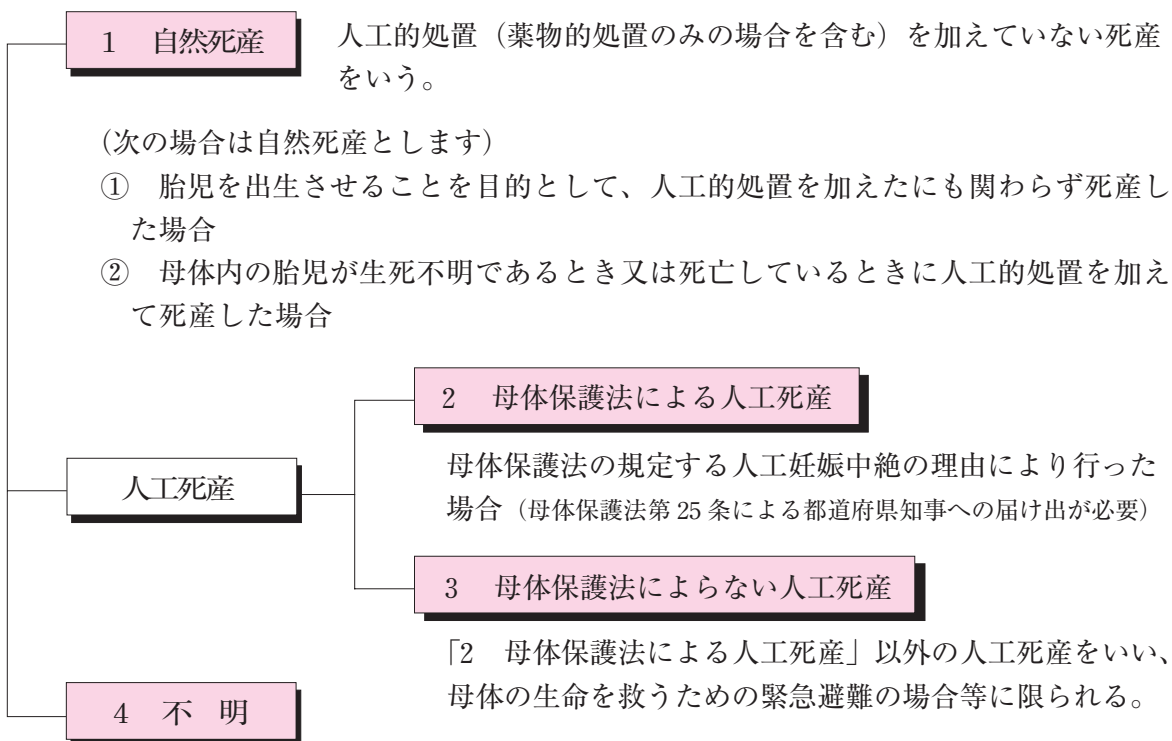 1　自然死産
人工的処置（薬物的処置のみの場合を含む）を加えていない死産
をいう。
（次の場合は自然死産とします）
①　胎児を出生させることを目的として、人工的処置を加えたにも関わらず死産し
た場合
②　母体内の胎児が生死不明であるとき又は死亡しているときに人工的処置を加え
て死産した場合
2　母体保護法による人工死産
母体保護法の規定する人工妊娠中絶の理由により行った
場合（母体保護法第 25 条による都道府県知事への届け出が必要）
人工死産
3　母体保護法によらない人工死産
「2　母体保護法による人工死産」以外の人工死産をいい、
母体の生命を救うための緊急避難の場合等に限られる。
4　不　明